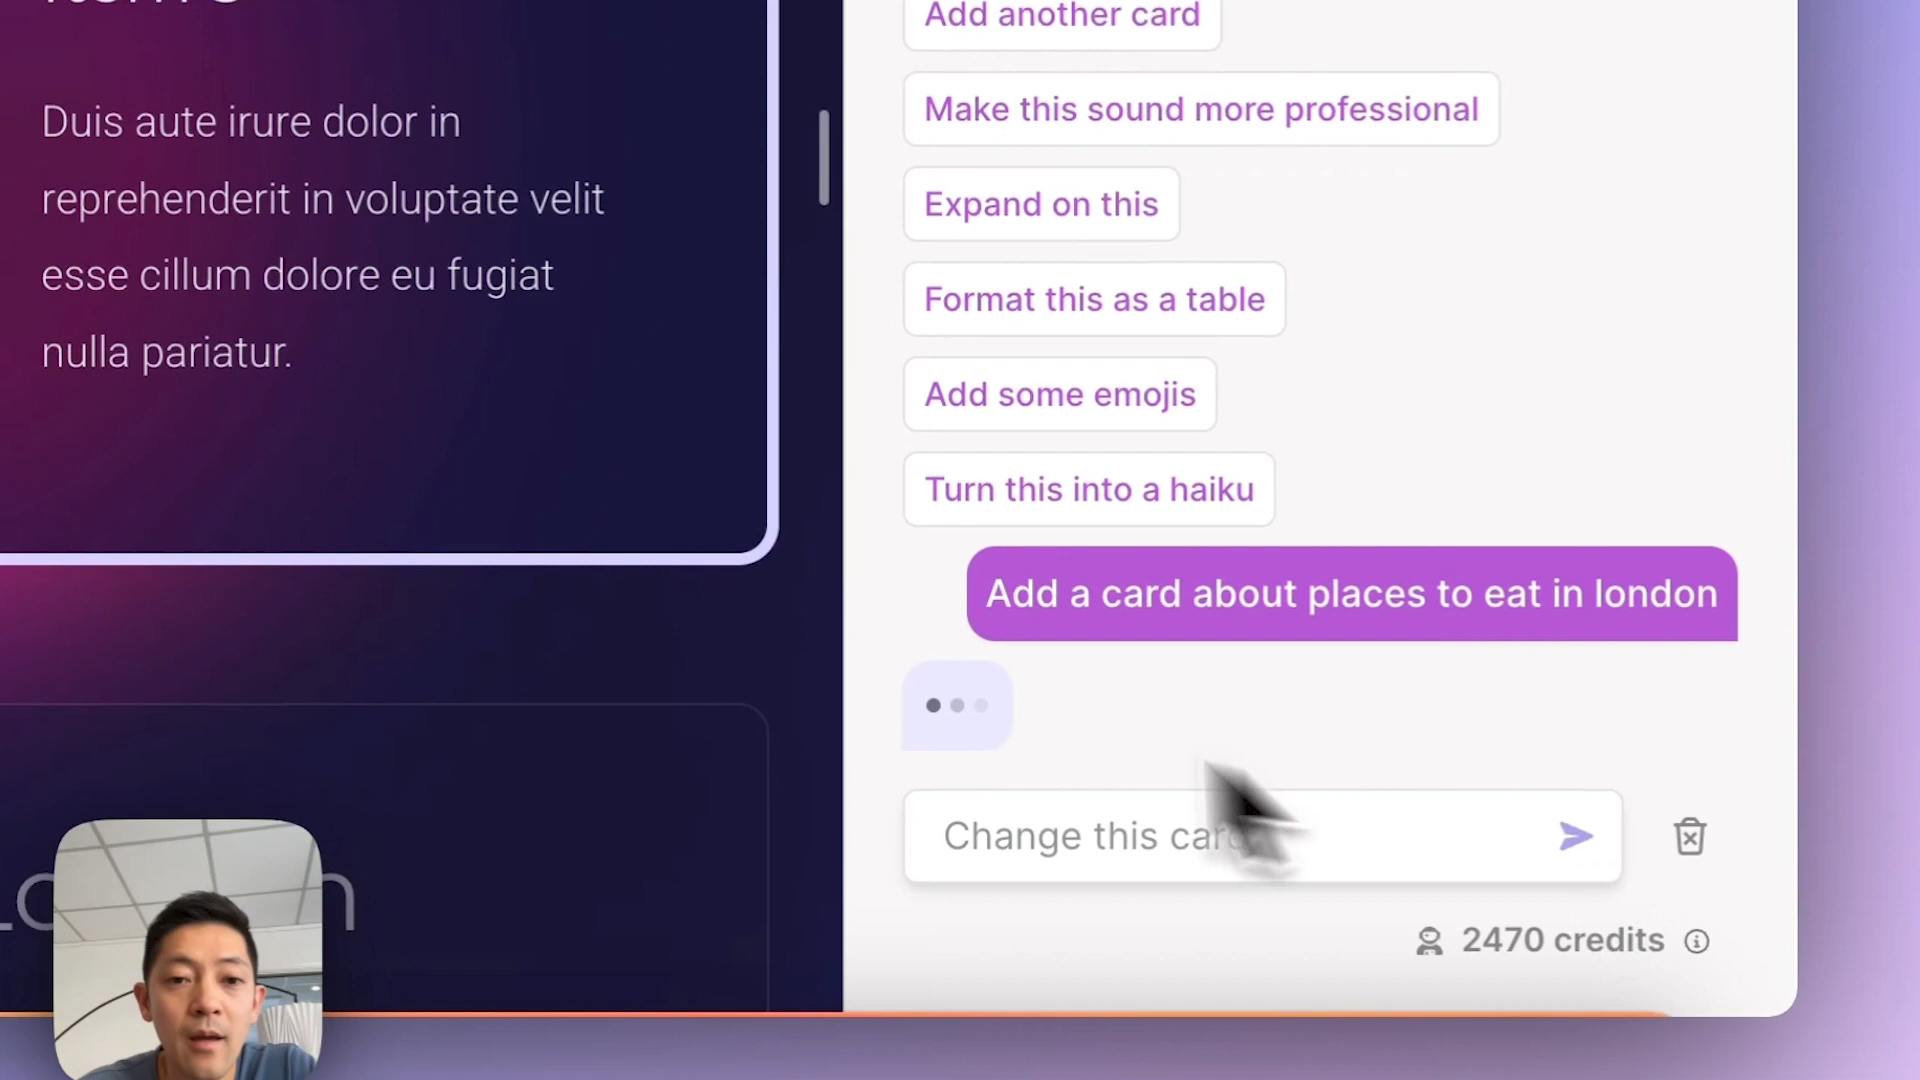 Duis aute irure dolor in
reprehenderit in voluptate velit
esse cillum dolore eu fugiat
nulla pariatur.
Add another card
Make this sound more professional
Expand on this
Format this as a table
Add some emojis
Turn this into a haiku
Add a card about places to eat in london
Change this card
2470 credits